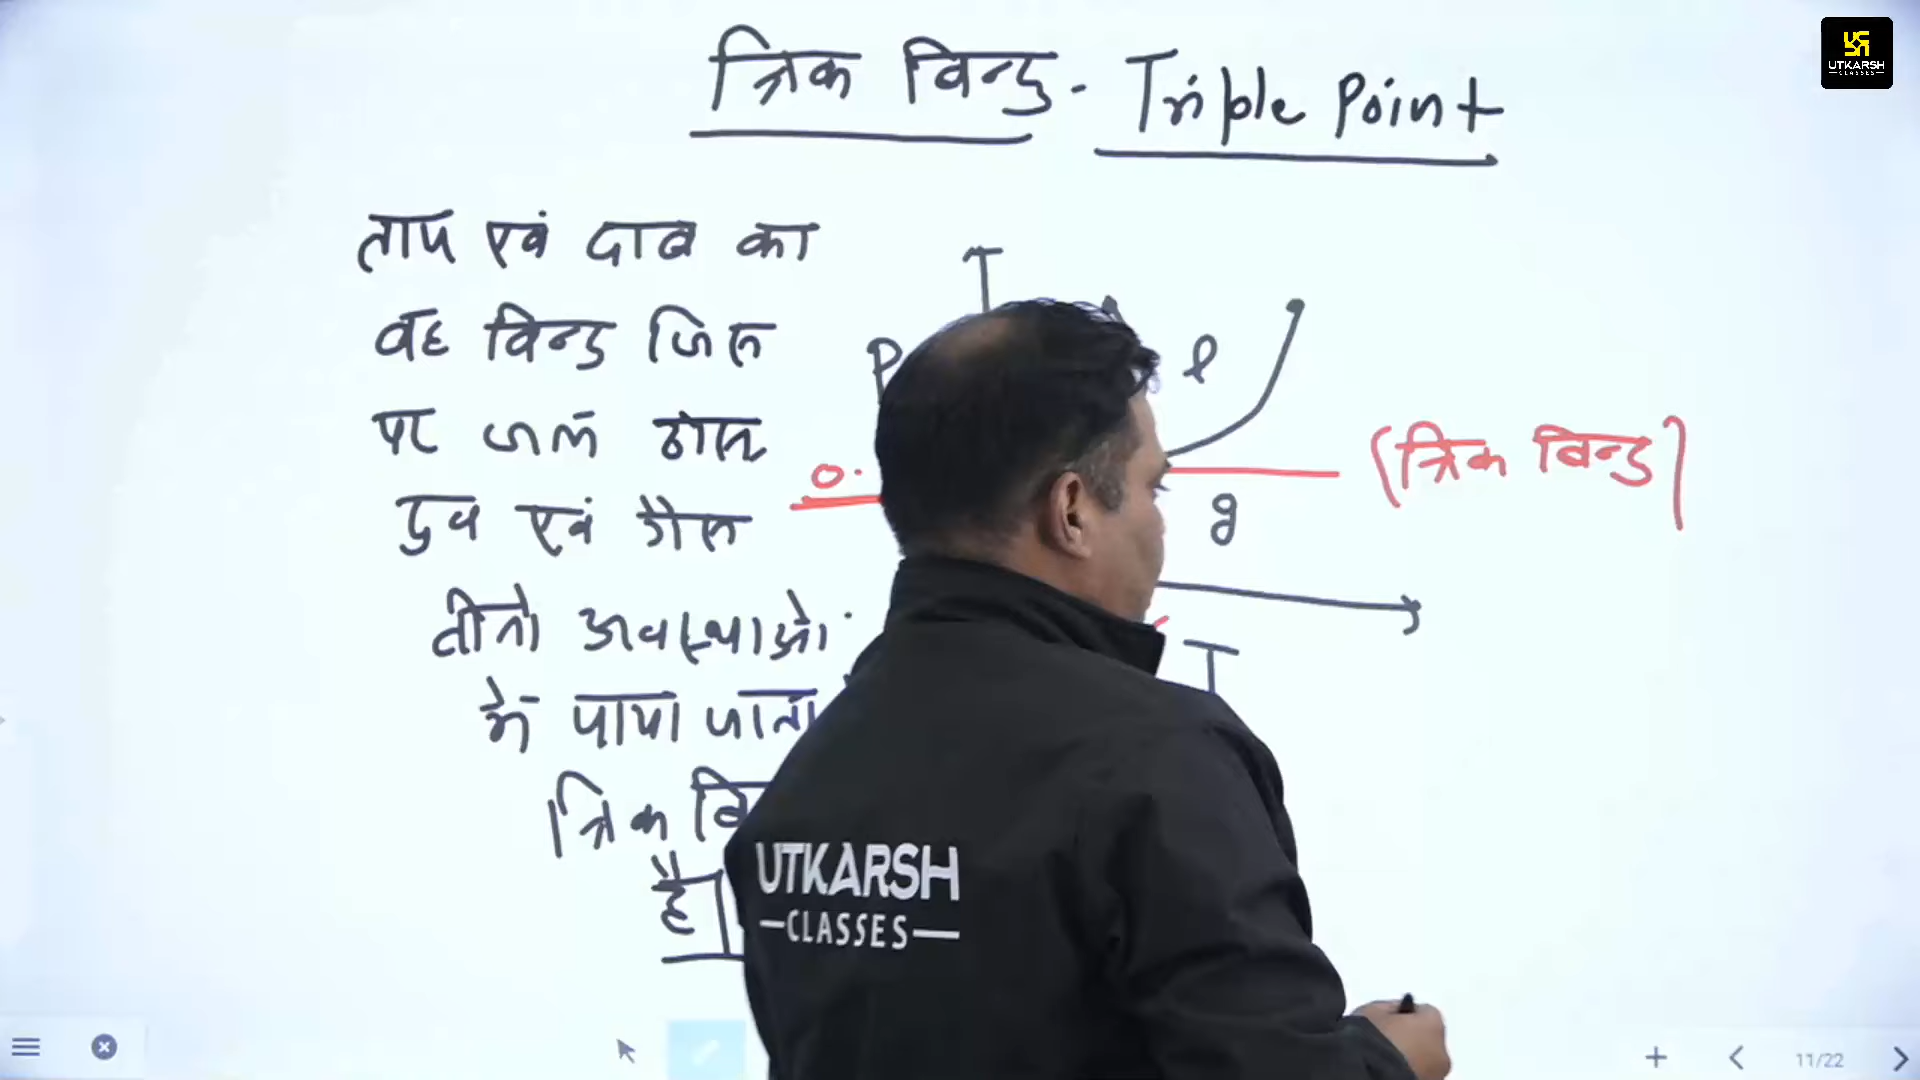 त्रिक बिन्दु - Triple Point
UTKARSH
CLASSES
ताप एवं दाब का
वह बिन्दु जिस
पर जल ठोस
द्रव एवं गैस
तीनो अवस्थाओं
में पाया जाता
त्रिक
है।
P
l
0.
(त्रिक बिन्दु)
g
T
UTKARSH
CLASSES
11/22